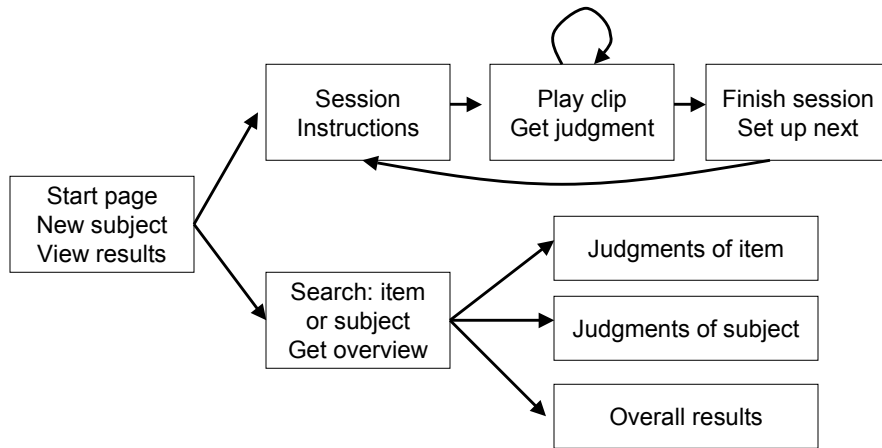 Session
Instructions
Play clip
Get judgment
Finish session
Set up next
Start page
New subject
View results
Search: item
or subject
Get overview
Judgments of item
Judgments of subject
Overall results